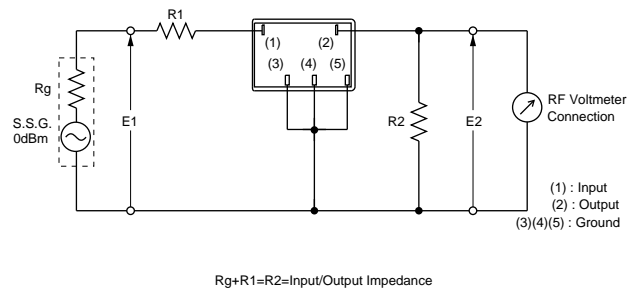 R1
(1)
(2)
(3)
(4)
(5)
Rg
S.S.G.
0dBm
E1
R2
E2
RF Voltmeter
Connection
(1) : Input
(2) : Output
(3)(4)(5) : Ground
Rg+R1=R2=Input/Output Impedance